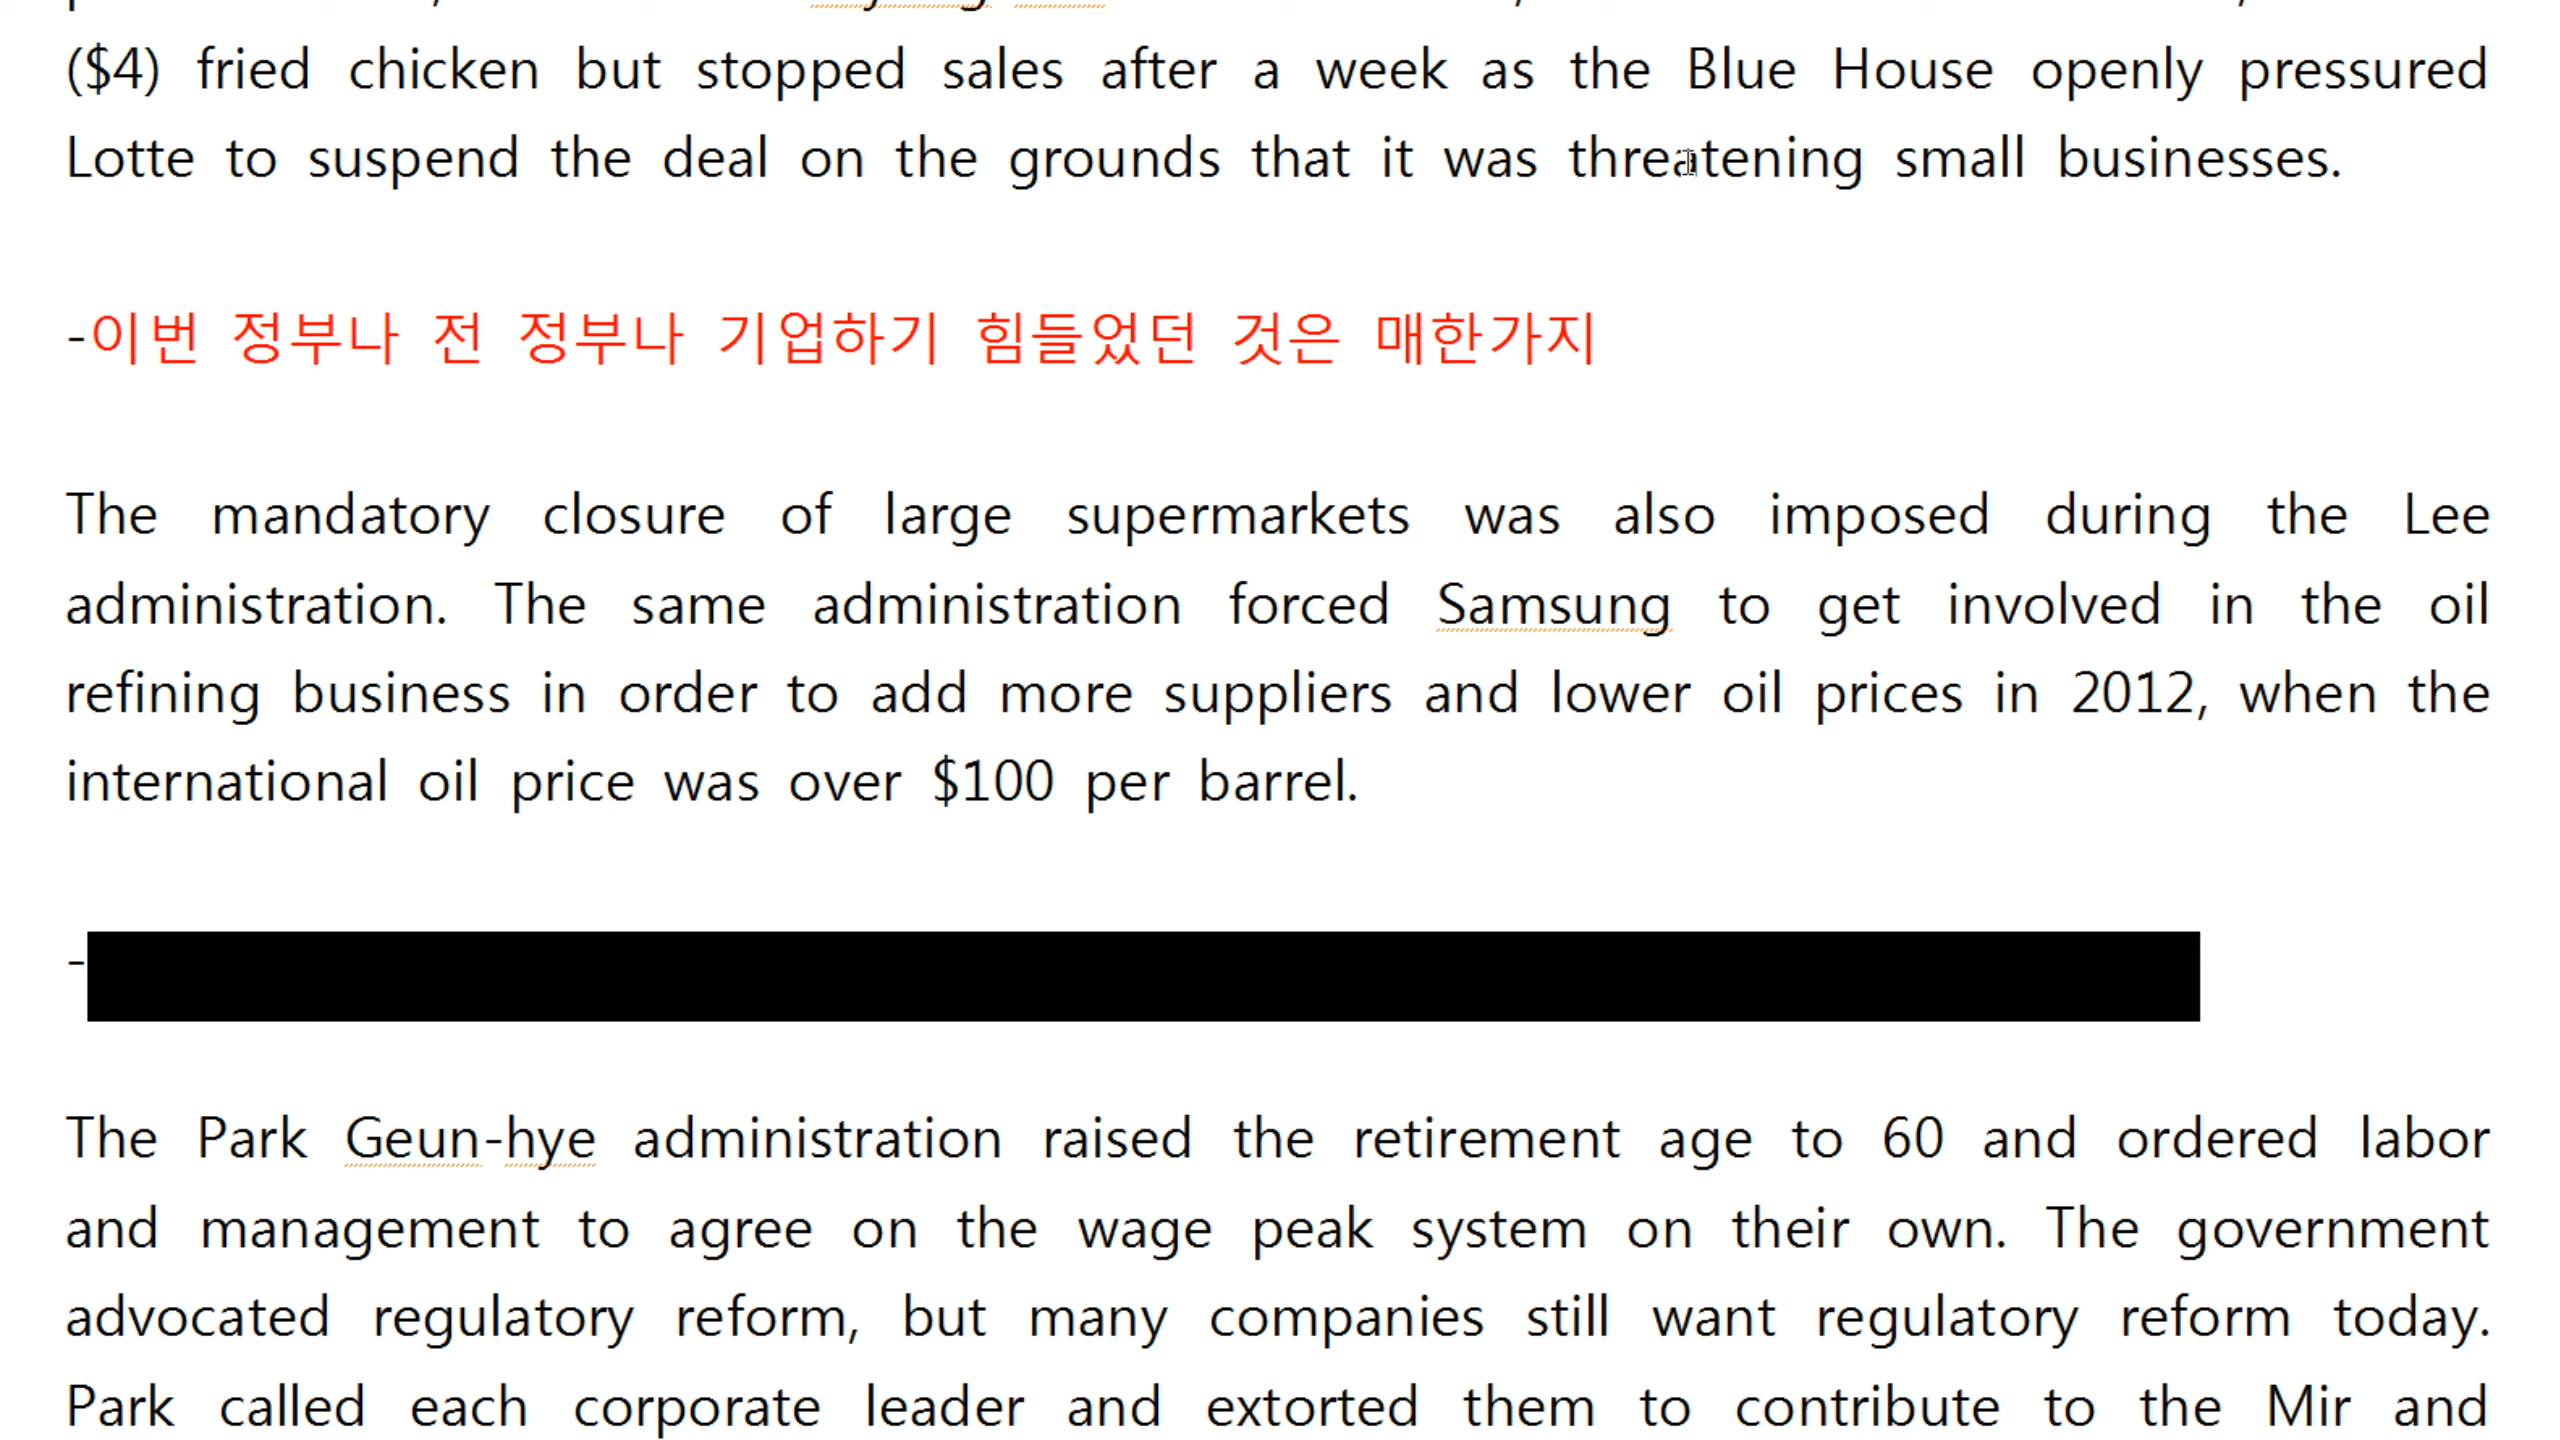 ($4) fried chicken but stopped sales after a week as the Blue House openly pressured
Lotte to suspend the deal on the grounds that it was threatening small businesses.
-이번 정부나 전 정부나 기업하기 힘들었던 것은 매한가지
The mandatory closure of large supermarkets was also imposed during the Lee
administration. The same administration forced Samsung to get involved in the oil
refining business in order to add more suppliers and lower oil prices in 2012, when the
international oil price was over $100 per barrel.
-
The Park Geun-hye administration raised the retirement age to 60 and ordered labor
and management to agree on the wage peak system on their own. The government
advocated regulatory reform, but many companies still want regulatory reform today.
Park called each corporate leader and extorted them to contribute to the Mir and